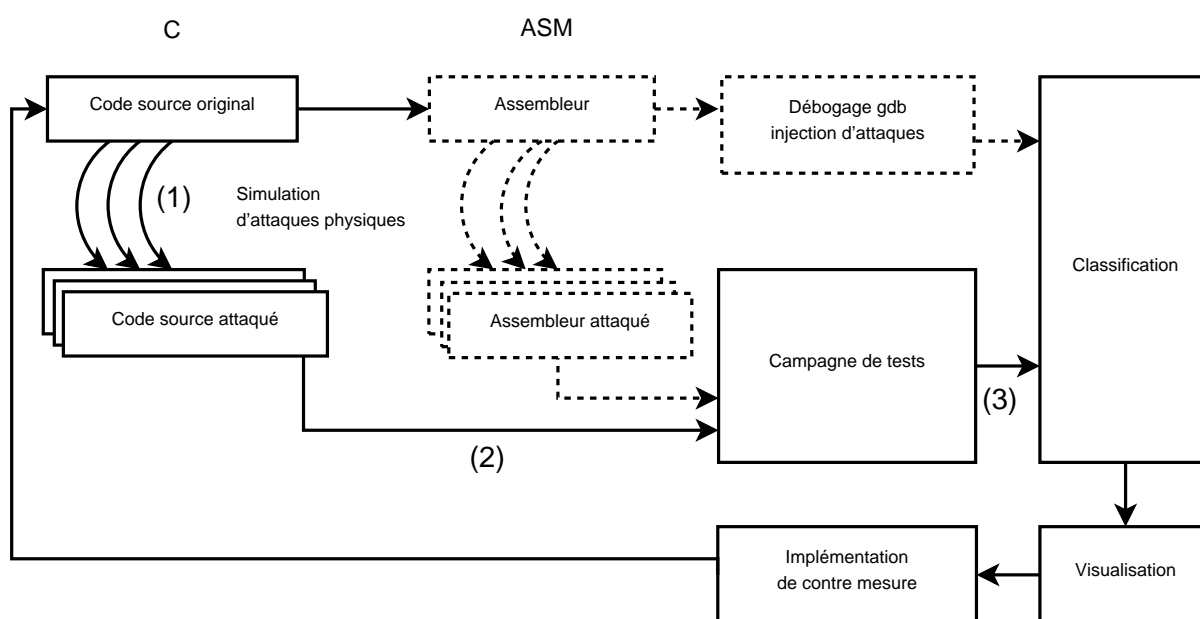 C
ASM
Code source original
Assembleur
Débogage gdb
injection d'attaques
(1)
Simulation
d'attaques physiques
Classification
Code source attaqué
Assembleur attaqué
Campagne de tests
(3)
(2)
Implémentation
de contre mesure
Visualisation